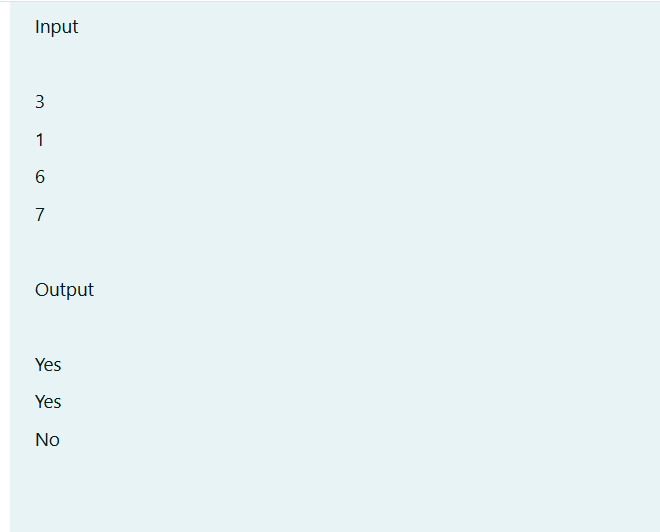 Input
3
1
6
7
Output
Yes
Yes
No